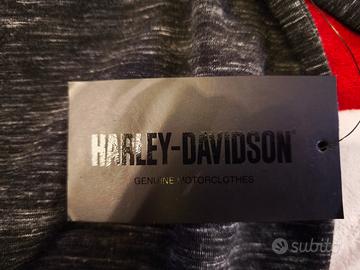 HARLEY-DAVIDSON
GENUINE MOTORCLOTHES
subito